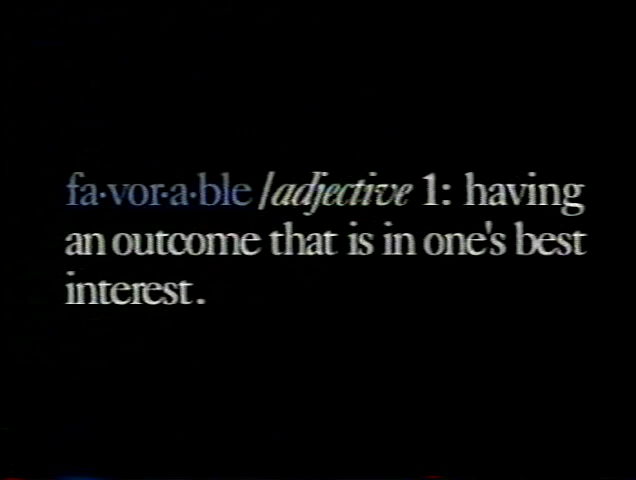 fa·vor·a·ble /adjective 1: having
an outcome that is in one's best
interest.